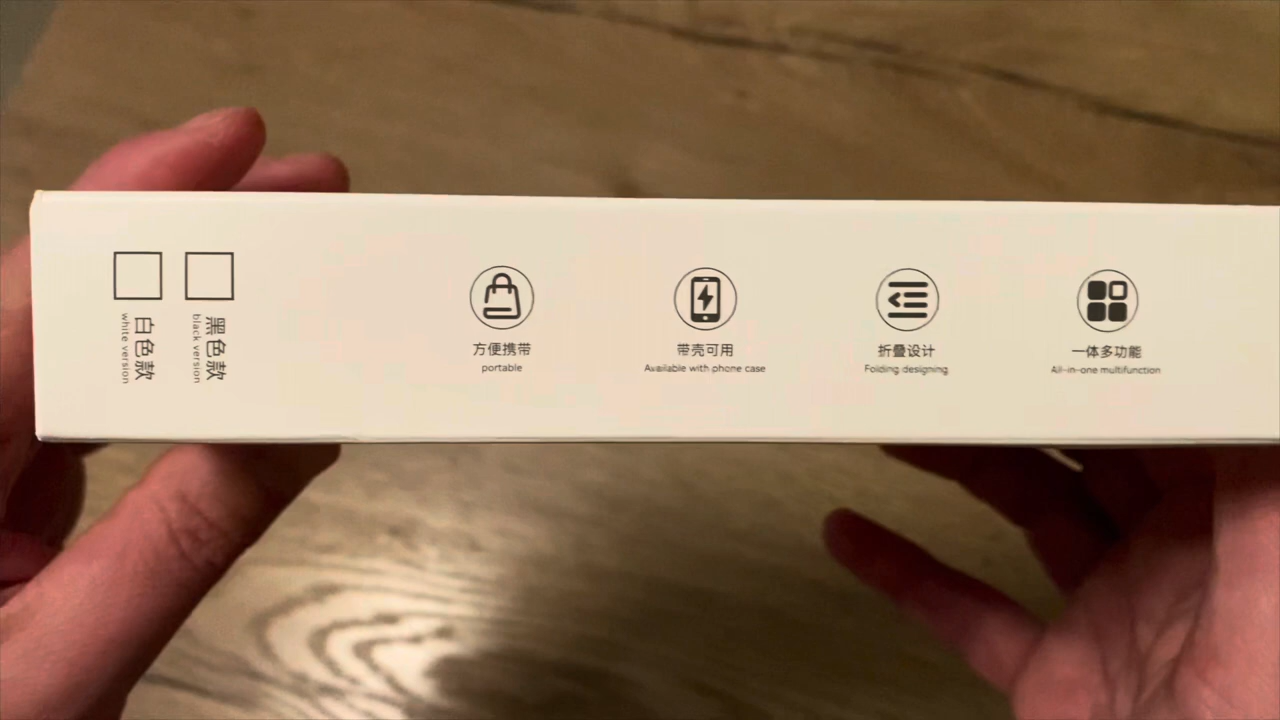 白色款
white version
黑色款
black version
方便携带
portable
带壳可用
Available with phone case
折叠设计
Folding designing
一体多功能
All-in-one multifunction